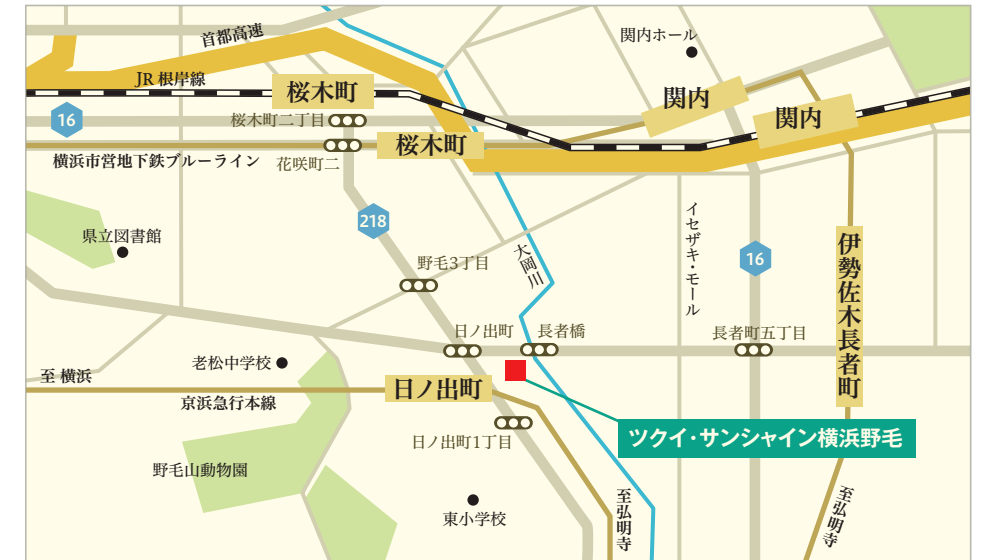 首都高速
関内ホール
JR 根岸線
桜木町
関内
16
桜木町二丁目
関内
桜木町
横浜市営地下鉄ブルーライン
花咲町二
218
イセザキ・モール
県立図書館
大岡川
16
伊勢佐木長者町
野毛3丁目
日ノ出町
長者橋
長者町五丁目
老松中学校
至 横浜
日ノ出町
京浜急行本線
日ノ出町1丁目
ツクイ・サンシャイン横浜野毛
野毛山動物園
至弘明寺
至弘明寺
東小学校